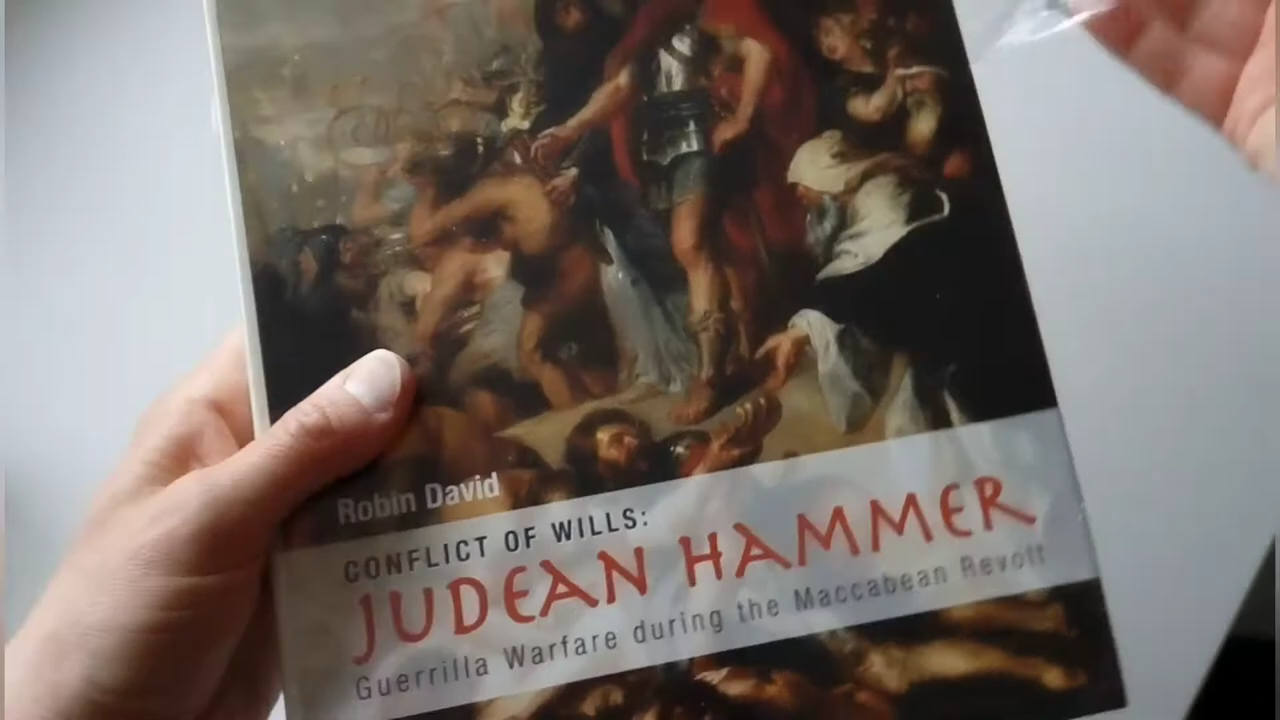 Robin David
CONFLICT OF WILLS:
JUDEAN HAMMER
Guerrilla Warfare during the Maccabean Revolt